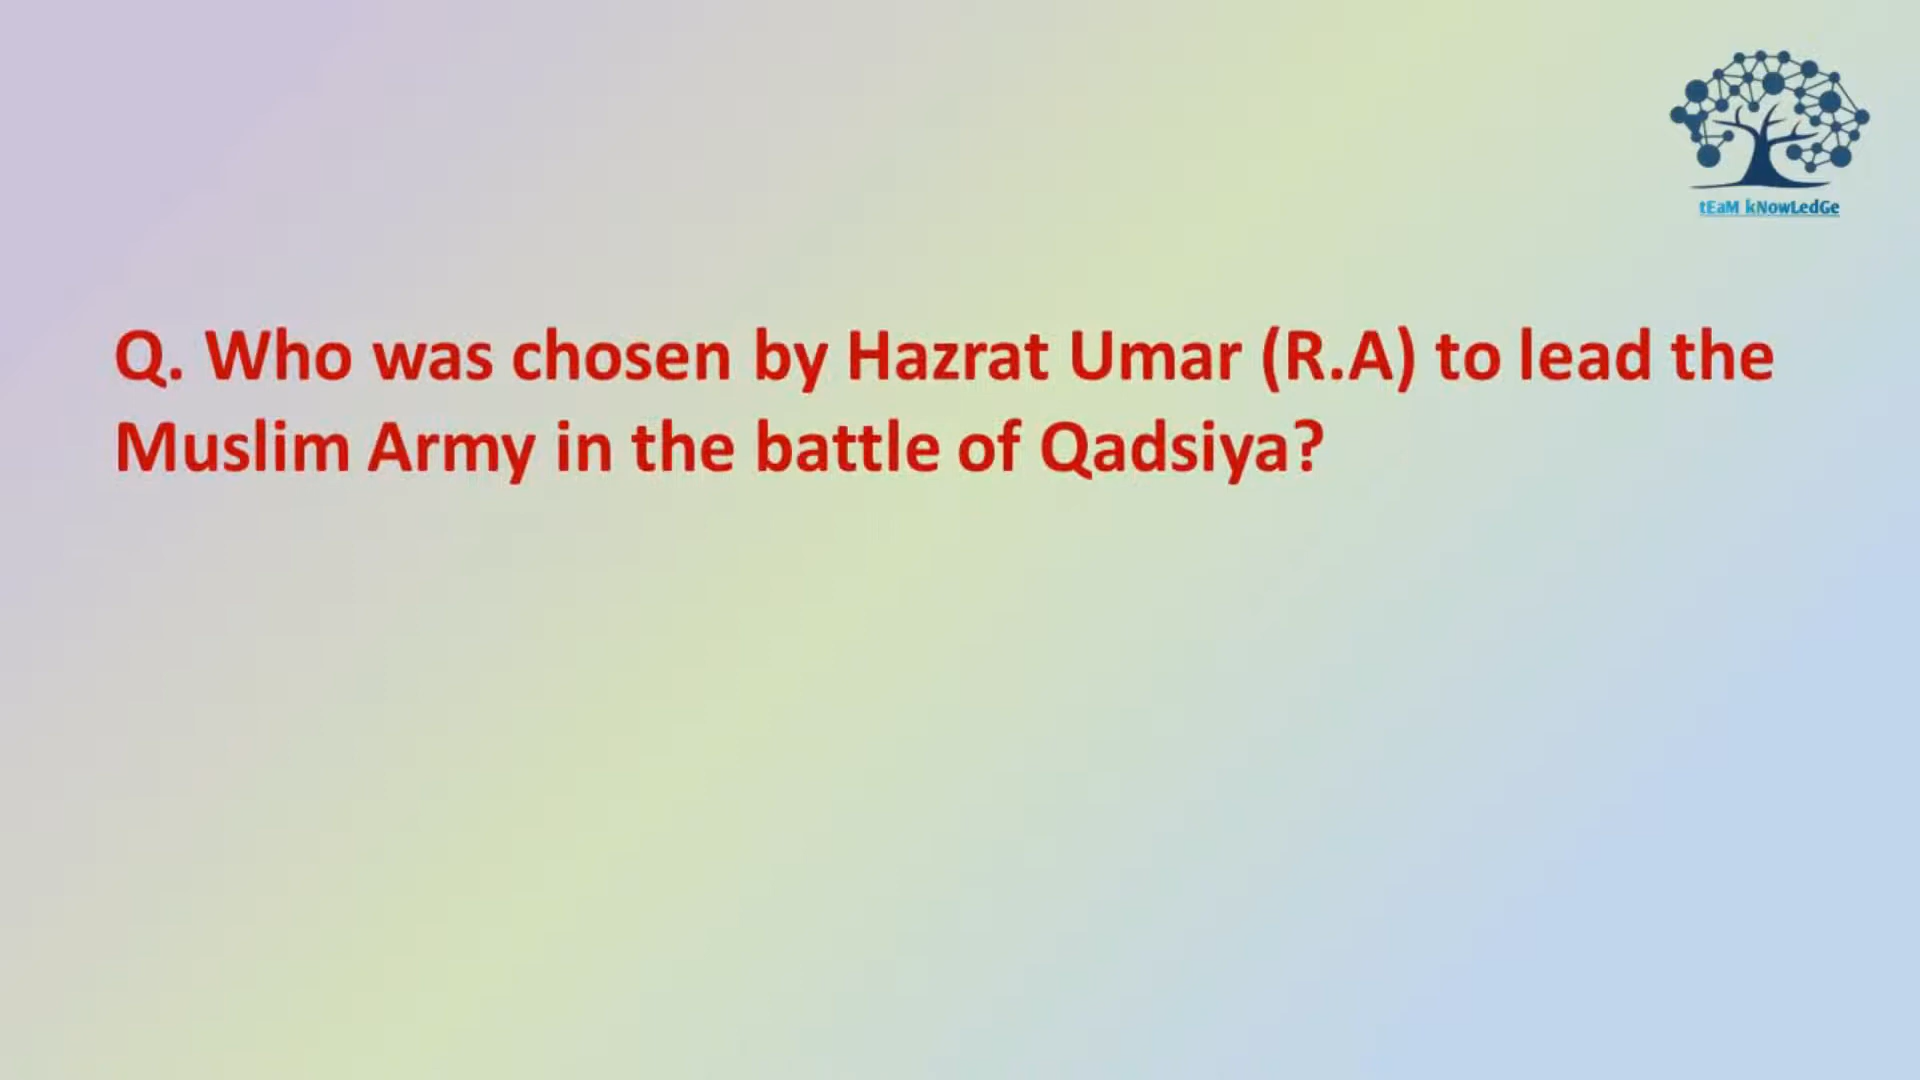 tEaM kNowLedGe
Q. Who was chosen by Hazrat Umar (R.A) to lead the
Muslim Army in the battle of Qadsiya?